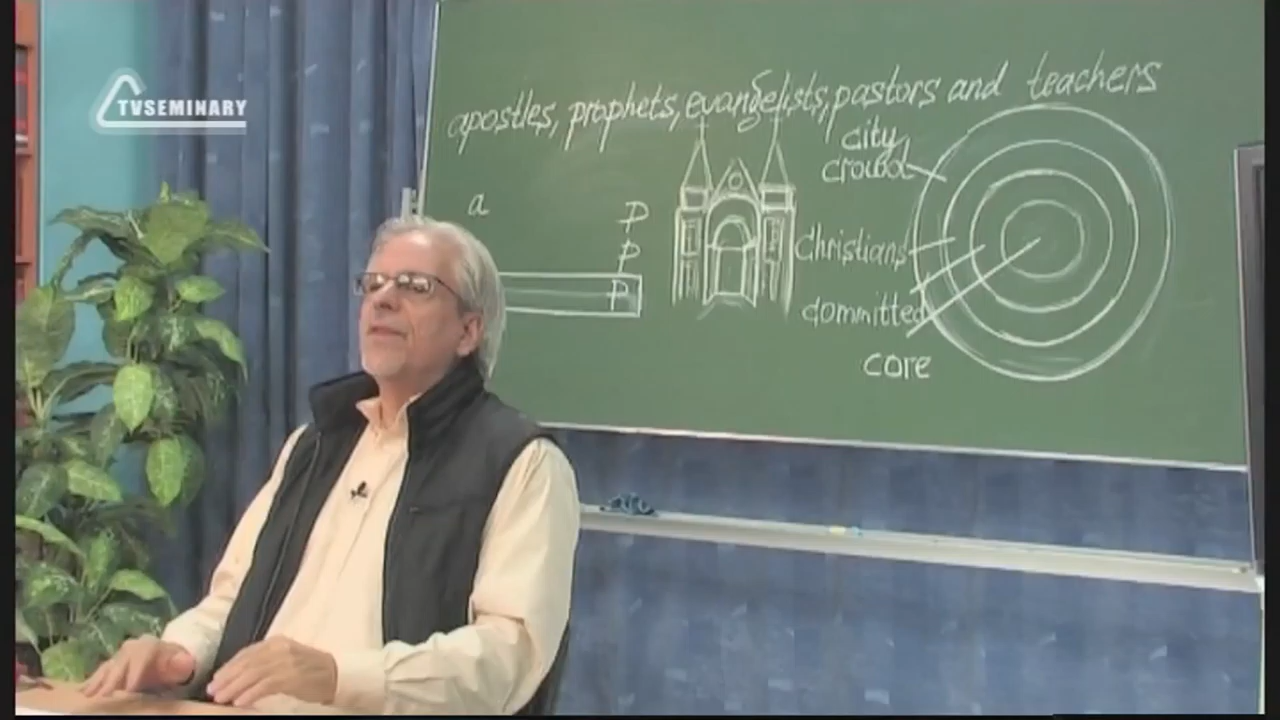 TVSEMINARY
apostles, prophets, evangelists, pastors and teachers
city
crowd
a
P
P
P
Christians
committed
core